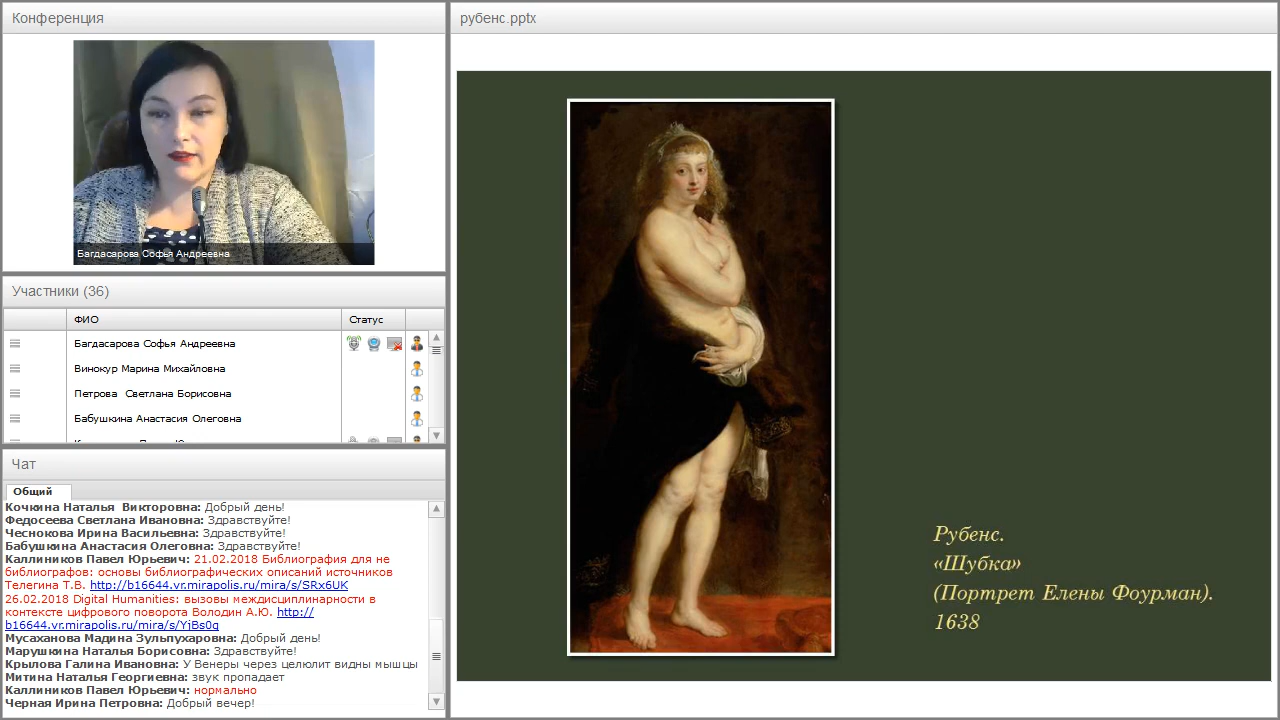 Конференция
Багдасарова Софья Андреевна
Участники (36)
ФИО Статус
Багдасарова Софья Андреевна
Винокур Марина Михайловна
Петрова Светлана Борисовна
Бабушкина Анастасия Олеговна
Чат
Общий
Кочкина Наталья Викторовна: Добрый день!
Федосеева Светлана Ивановна: Здравствуйте!
Чеснокова Ирина Васильевна: Здравствуйте!
Бабушкина Анастасия Олеговна: Здравствуйте!
Каллиников Павел Юрьевич: 21.02.2018 Библиография для не
библиографов: основы библиографических описаний источников
Телегина Т.В. http://b16644.vr.mirapolis.ru/mira/s/SRx6UK
26.02.2018 Digital Humanities: вызовы междисциплинарности в
контексте цифрового поворота Володин А.Ю. http://
b16644.vr.mirapolis.ru/mira/s/YjBs0q
Мусаханова Мадина Зульпухаровна: Добрый день!
Марушкина Наталья Борисовна: Здравствуйте!
Крылова Галина Ивановна: У Венеры через целюлит видны мышцы
Митина Наталья Георгиевна: звук пропадает
Каллиников Павел Юрьевич: нормально
Черная Ирина Петровна: Добрый вечер!
рубенс.pptx
Рубенс.
«Шубка»
(Портрет Елены Фоурман).
1638